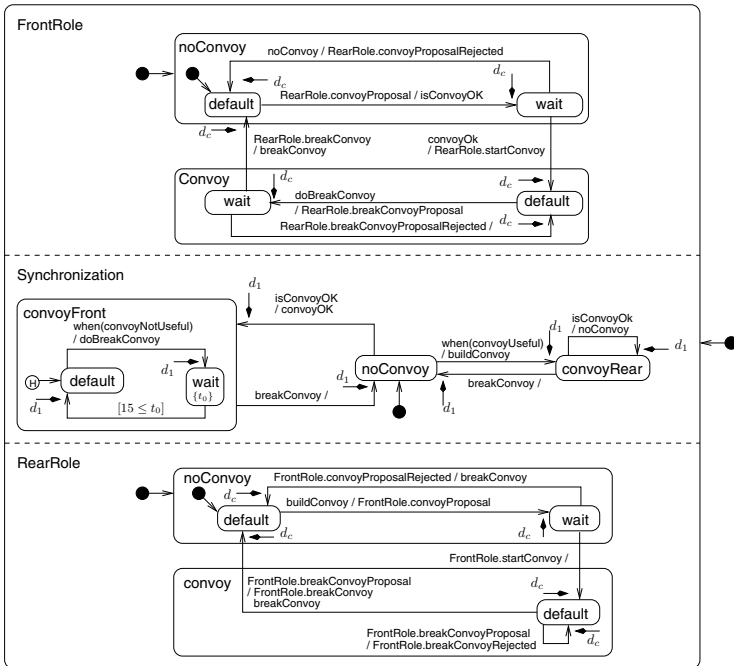 FrontRole
noConvoy
noConvoy / RearRole.convoyProposalRejected
d_c
d_c
RearRole.convoyProposal / isConvoyOK
default
wait
d_c
RearRole.breakConvoy
/ breakConvoy
convoyOk
/ RearRole.startConvoy
Convoy
d_c
d_c
wait
doBreakConvoy
/ RearRole.breakConvoyProposal
default
RearRole.breakConvoyProposalRejected /
d_c
Synchronization
convoyFront
when(convoyNotUseful)
/ doBreakConvoy
d_1
H
default
wait
{t_0}
d_1
[15 ≤ t_0]
d_1
isConvoyOK
/ convoyOK
breakConvoy /
d_1
noConvoy
when(convoyUseful)
/ buildConvoy
d_1
isConvoyOk
/ noConvoy
d_1
convoyRear
breakConvoy /
d_1
RearRole
noConvoy
FrontRole.convoyProposalRejected / breakConvoy
d_c
buildConvoy / FrontRole.convoyProposal
default
wait
d_c
d_c
FrontRole.startConvoy /
convoy
FrontRole.breakConvoyProposal
/ FrontRole.breakConvoy
breakConvoy
d_c
default
FrontRole.breakConvoyProposal
/ FrontRole.breakConvoyRejected
d_c